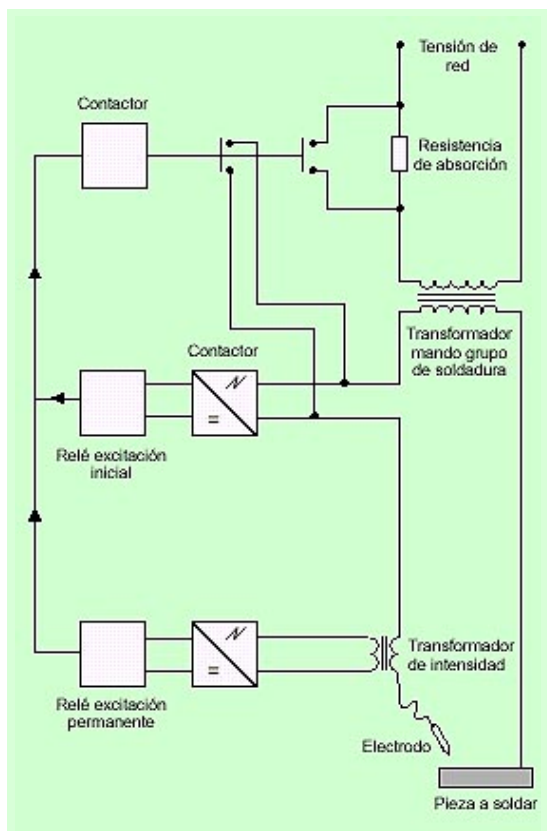 Tensión de
red
Contactor
Resistencia
de absorción
Transformador
mando grupo
de soldadura
Contactor
N
=
Relé excitación
inicial
N
=
Transformador
de intensidad
Relé excitación
permanente
Electrodo
Pieza a soldar